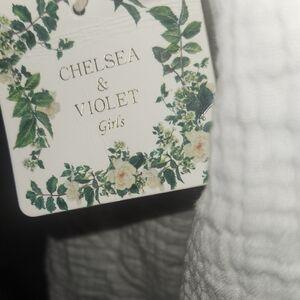 CHELSEA
&
VIOLET
Girls